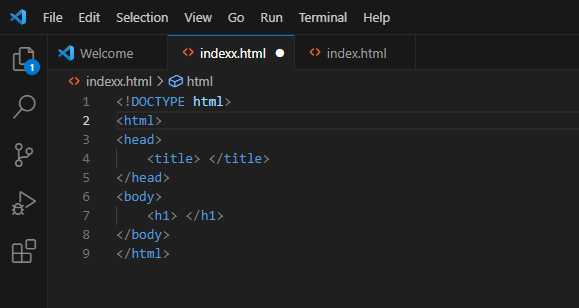 File Edit Selection View Go Run Terminal Help
Welcome indexx.html index.html
indexx.html > html
1
1 <!DOCTYPE html>
2 <html>
3 <head>
4     <title> </title>
5 </head>
6 <body>
7     <h1> </h1>
8 </body>
9 </html>